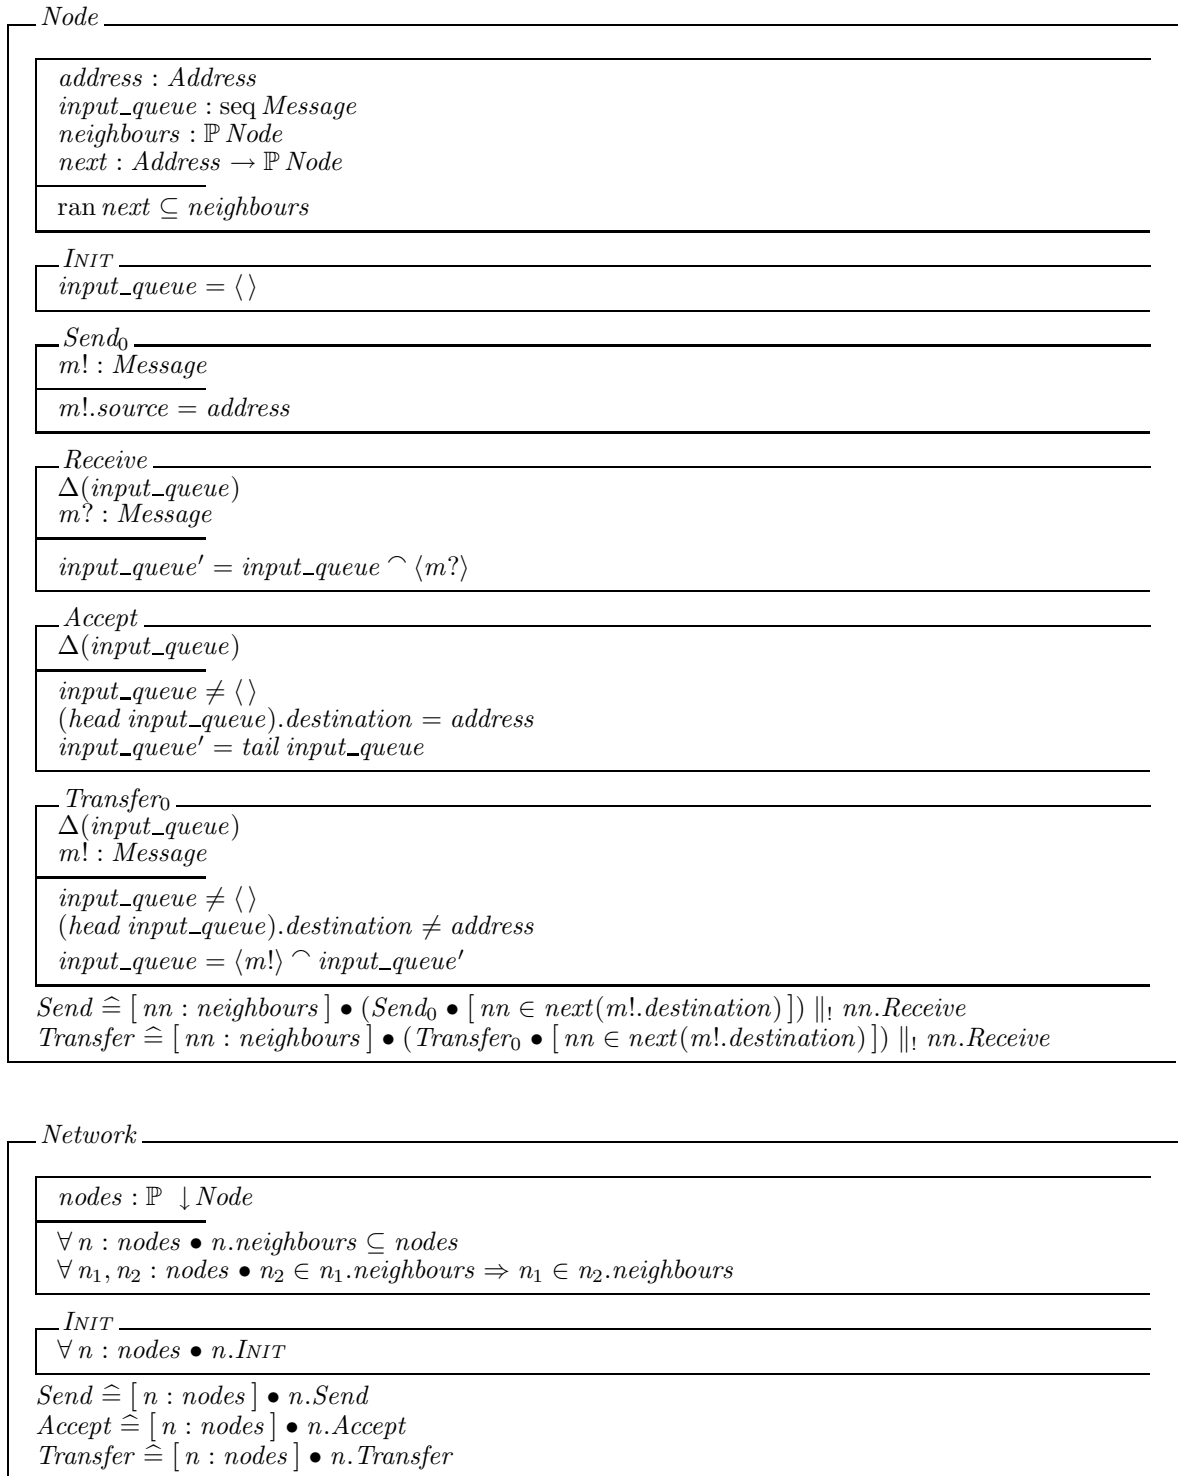 Node
address : Address
input_queue : seq Message
neighbours : ℙ Node
next : Address → ℙ Node
ran next ⊆ neighbours
INIT
input_queue = ⟨ ⟩
Send₀
m! : Message
m!.source = address
Receive
Δ(input_queue)
m? : Message
input_queue′ = input_queue ⌢ ⟨m?⟩
Accept
Δ(input_queue)
input_queue ≠ ⟨ ⟩
(head input_queue).destination = address
input_queue′ = tail input_queue
Transfer₀
Δ(input_queue)
m! : Message
input_queue ≠ ⟨ ⟩
(head input_queue).destination ≠ address
input_queue = ⟨m!⟩ ⌢ input_queue′
Send ≙ [ nn : neighbours ] • (Send₀ • [ nn ∈ next(m!.destination) ]) ∥! nn.Receive
Transfer ≙ [ nn : neighbours ] • (Transfer₀ • [ nn ∈ next(m!.destination) ]) ∥! nn.Receive
Network
nodes : ℙ ↓Node
∀ n : nodes • n.neighbours ⊆ nodes
∀ n₁, n₂ : nodes • n₂ ∈ n₁.neighbours ⇒ n₁ ∈ n₂.neighbours
INIT
∀ n : nodes • n.INIT
Send ≙ [ n : nodes ] • n.Send
Accept ≙ [ n : nodes ] • n.Accept
Transfer ≙ [ n : nodes ] • n.Transfer